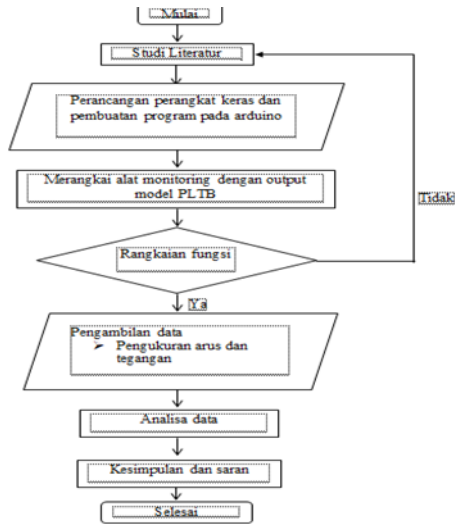 Mulai
Studi Literatur
Perancangan perangkat keras dan
pembuatan program pada arduino
Merangkai alat monitoring dengan output
model PLTB
Tidak
Rangkaian fungsi
Ya
Pengambilan data
➢ Pengukuran arus dan
tegangan
Analisa data
Kesimpulan dan saran
Selesai